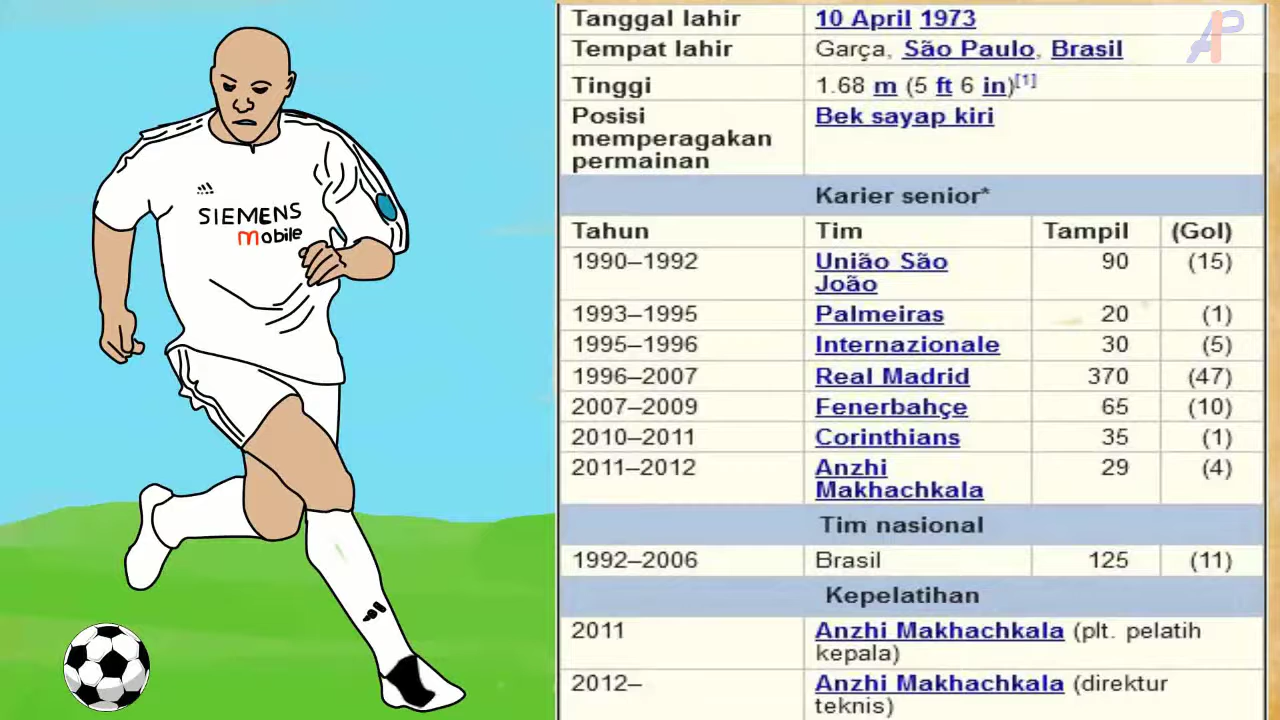 SIEMENS
mobile
AP
Tanggal lahir 10 April 1973
Tempat lahir Garça, São Paulo, Brasil
Tinggi 1.68 m (5 ft 6 in)[1]
Posisi memperagakan permainan Bek sayap kiri
Karier senior*
Tahun Tim Tampil (Gol)
1990–1992 União São João 90 (15)
1993–1995 Palmeiras 20 (1)
1995–1996 Internazionale 30 (5)
1996–2007 Real Madrid 370 (47)
2007–2009 Fenerbahçe 65 (10)
2010–2011 Corinthians 35 (1)
2011–2012 Anzhi Makhachkala 29 (4)
Tim nasional
1992–2006 Brasil 125 (11)
Kepelatihan
2011 Anzhi Makhachkala (plt. pelatih kepala)
2012– Anzhi Makhachkala (direktur teknis)